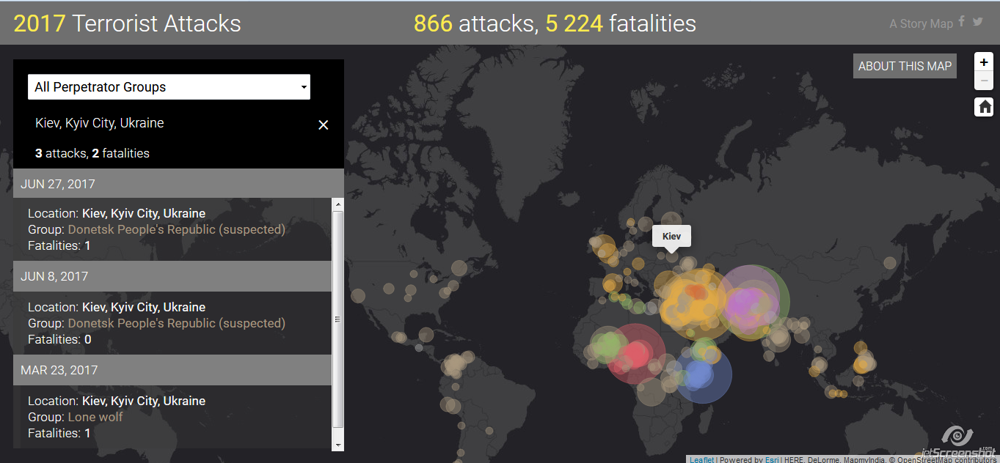 2017 Terrorist Attacks
866 attacks, 5 224 fatalities
A Story Map
ABOUT THIS MAP
+
−
All Perpetrator Groups
Kiev, Kyiv City, Ukraine
3 attacks, 2 fatalities
JUN 27, 2017
Location: Kiev, Kyiv City, Ukraine
Group: Donetsk People's Republic (suspected)
Fatalities: 1
JUN 8, 2017
Location: Kiev, Kyiv City, Ukraine
Group: Donetsk People's Republic (suspected)
Fatalities: 0
MAR 23, 2017
Location: Kiev, Kyiv City, Ukraine
Group: Lone wolf
Fatalities: 1
Kiev
jetScreenshot.com
Leaflet | Powered by Esri | HERE, DeLorme, MapmyIndia, © OpenStreetMap contributors